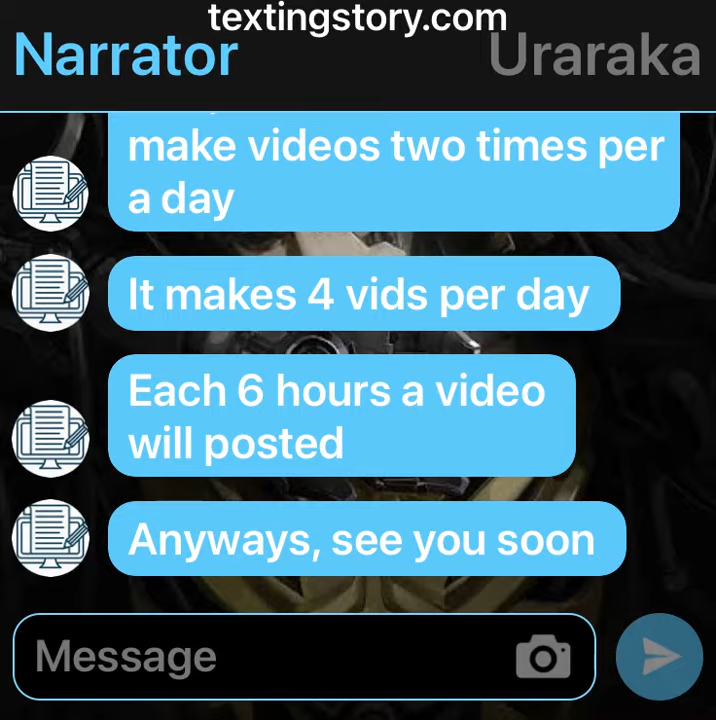 textingstory.com
Narrator
Uraraka
make videos two times per
a day
It makes 4 vids per day
Each 6 hours a video
will posted
Anyways, see you soon
Message